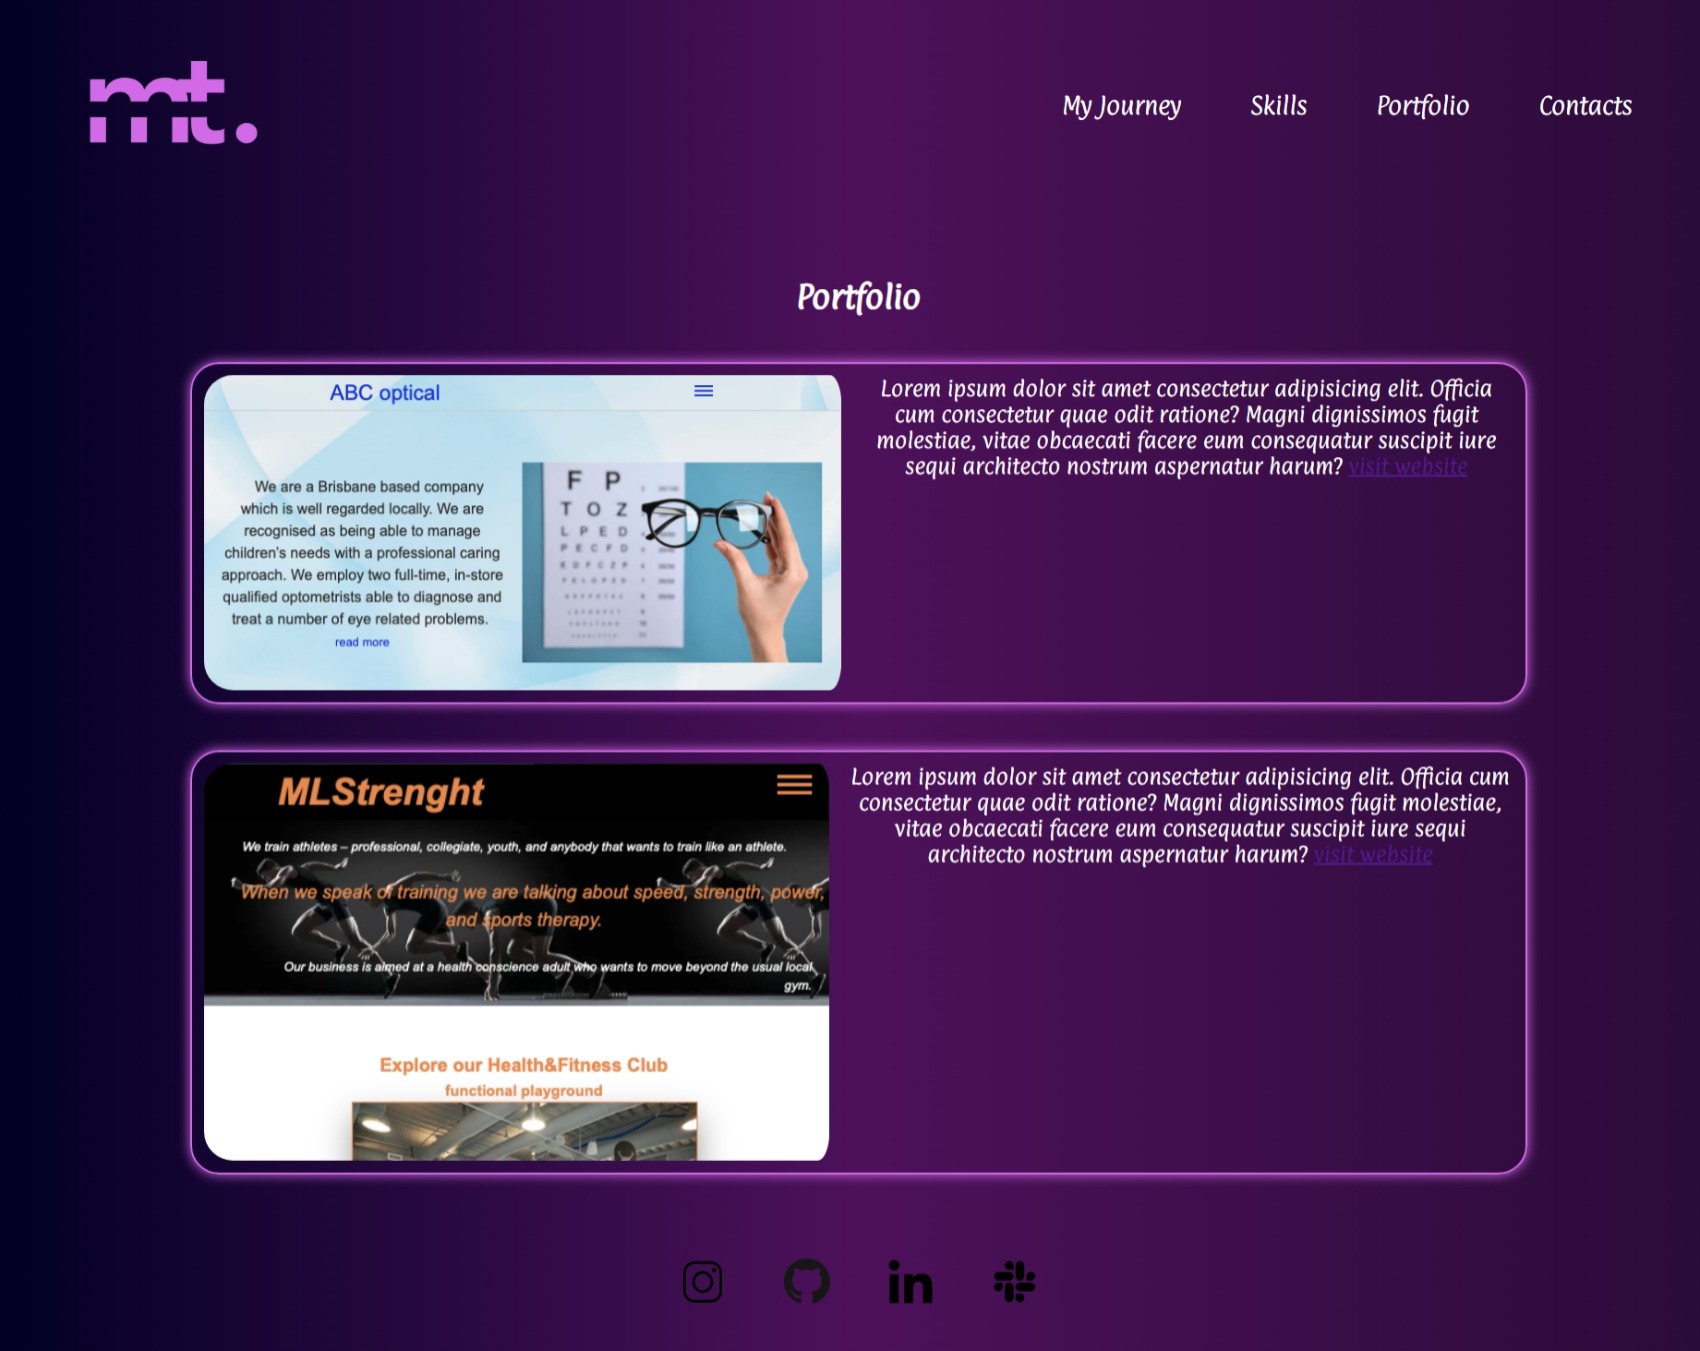 mt.
My Journey
Skills
Portfolio
Contacts
Portfolio
ABC optical
We are a Brisbane based company
which is well regarded locally. We are
recognised as being able to manage
children's needs with a professional caring
approach. We employ two full-time, in-store
qualified optometrists able to diagnose and
treat a number of eye related problems.
read more
F P
T O Z
L P E D
P E C F D
E D F C Z P
F E L O P Z D
Lorem ipsum dolor sit amet consectetur adipisicing elit. Officia
cum consectetur quae odit ratione? Magni dignissimos fugit
molestiae, vitae obcaecati facere eum consequatur suscipit iure
sequi architecto nostrum aspernatur harum? visit website
MLStrenght
We train athletes – professional, collegiate, youth, and anybody that wants to train like an athlete.
When we speak of training we are talking about speed, strength, power,
and sports therapy.
Our business is aimed at a health conscience adult who wants to move beyond the usual local
gym.
Explore our Health&Fitness Club
functional playground
Lorem ipsum dolor sit amet consectetur adipisicing elit. Officia cum
consectetur quae odit ratione? Magni dignissimos fugit molestiae,
vitae obcaecati facere eum consequatur suscipit iure sequi
architecto nostrum aspernatur harum? visit website
in